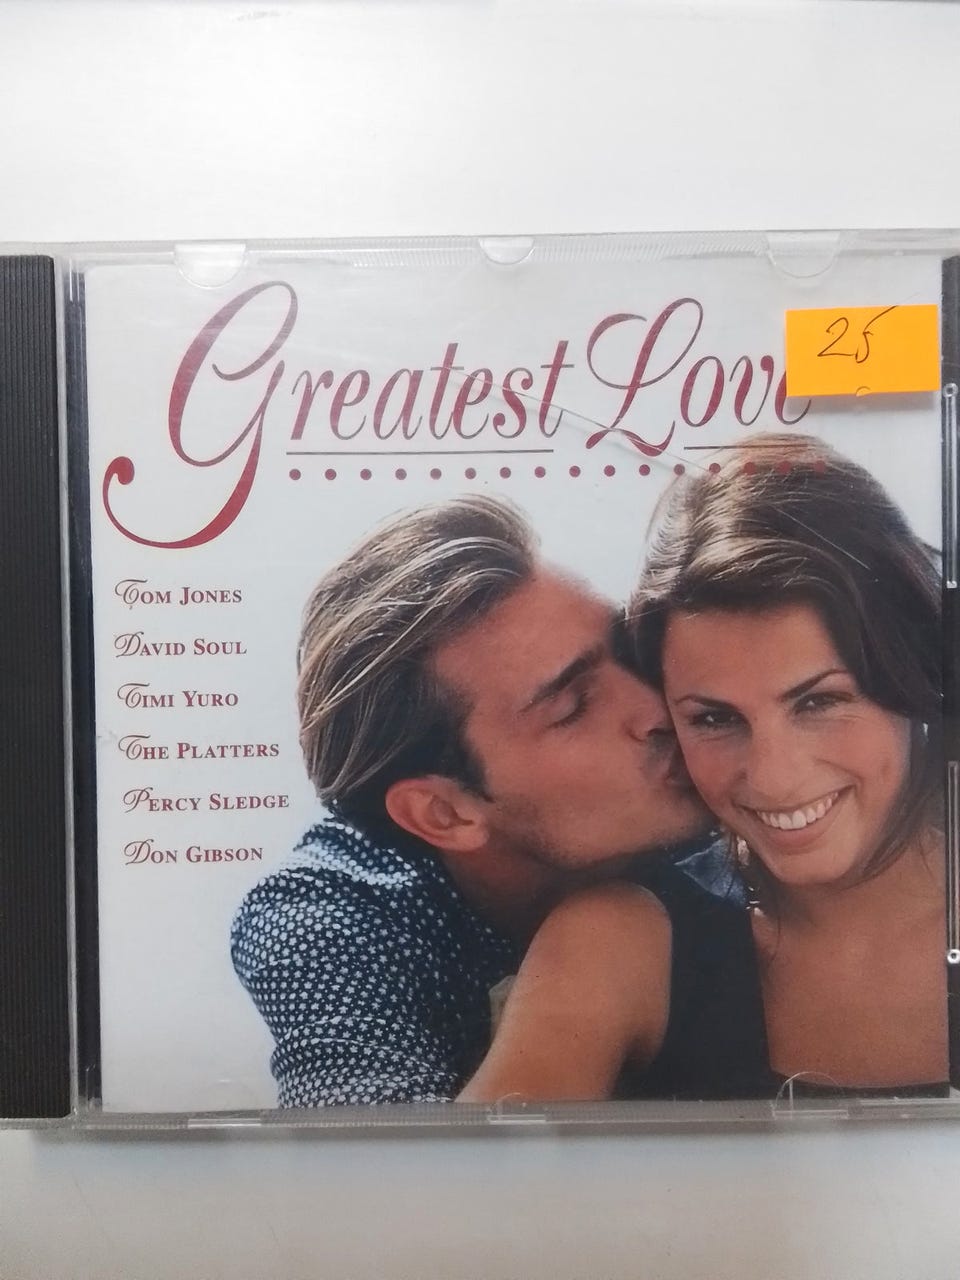 Greatest Love
25
Tom Jones
David Soul
Timi Yuro
The Platters
Percy Sledge
Don Gibson